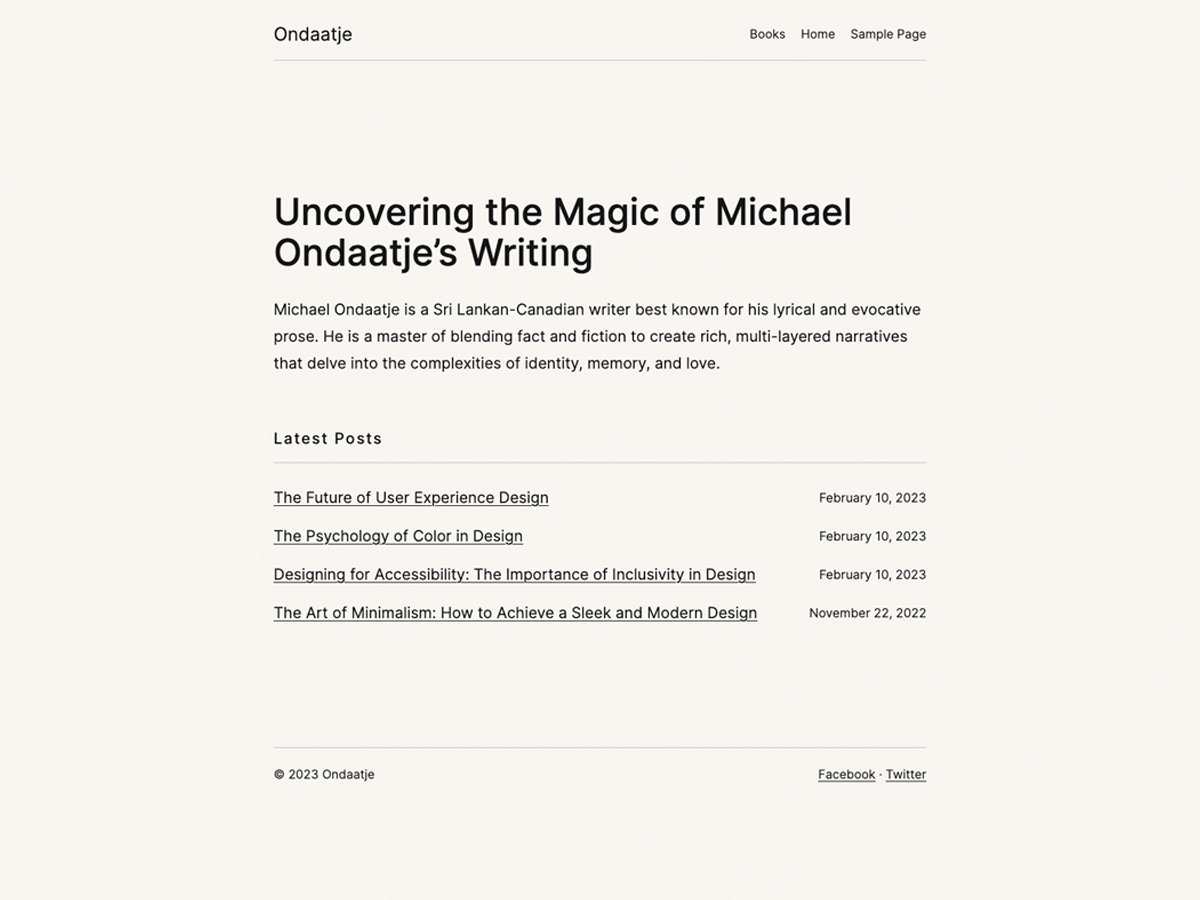 Ondaatje
Books Home Sample Page
Uncovering the Magic of Michael
Ondaatje’s Writing
Michael Ondaatje is a Sri Lankan-Canadian writer best known for his lyrical and evocative
prose. He is a master of blending fact and fiction to create rich, multi-layered narratives
that delve into the complexities of identity, memory, and love.
Latest Posts
The Future of User Experience Design February 10, 2023
The Psychology of Color in Design February 10, 2023
Designing for Accessibility: The Importance of Inclusivity in Design February 10, 2023
The Art of Minimalism: How to Achieve a Sleek and Modern Design November 22, 2022
© 2023 Ondaatje
Facebook · Twitter